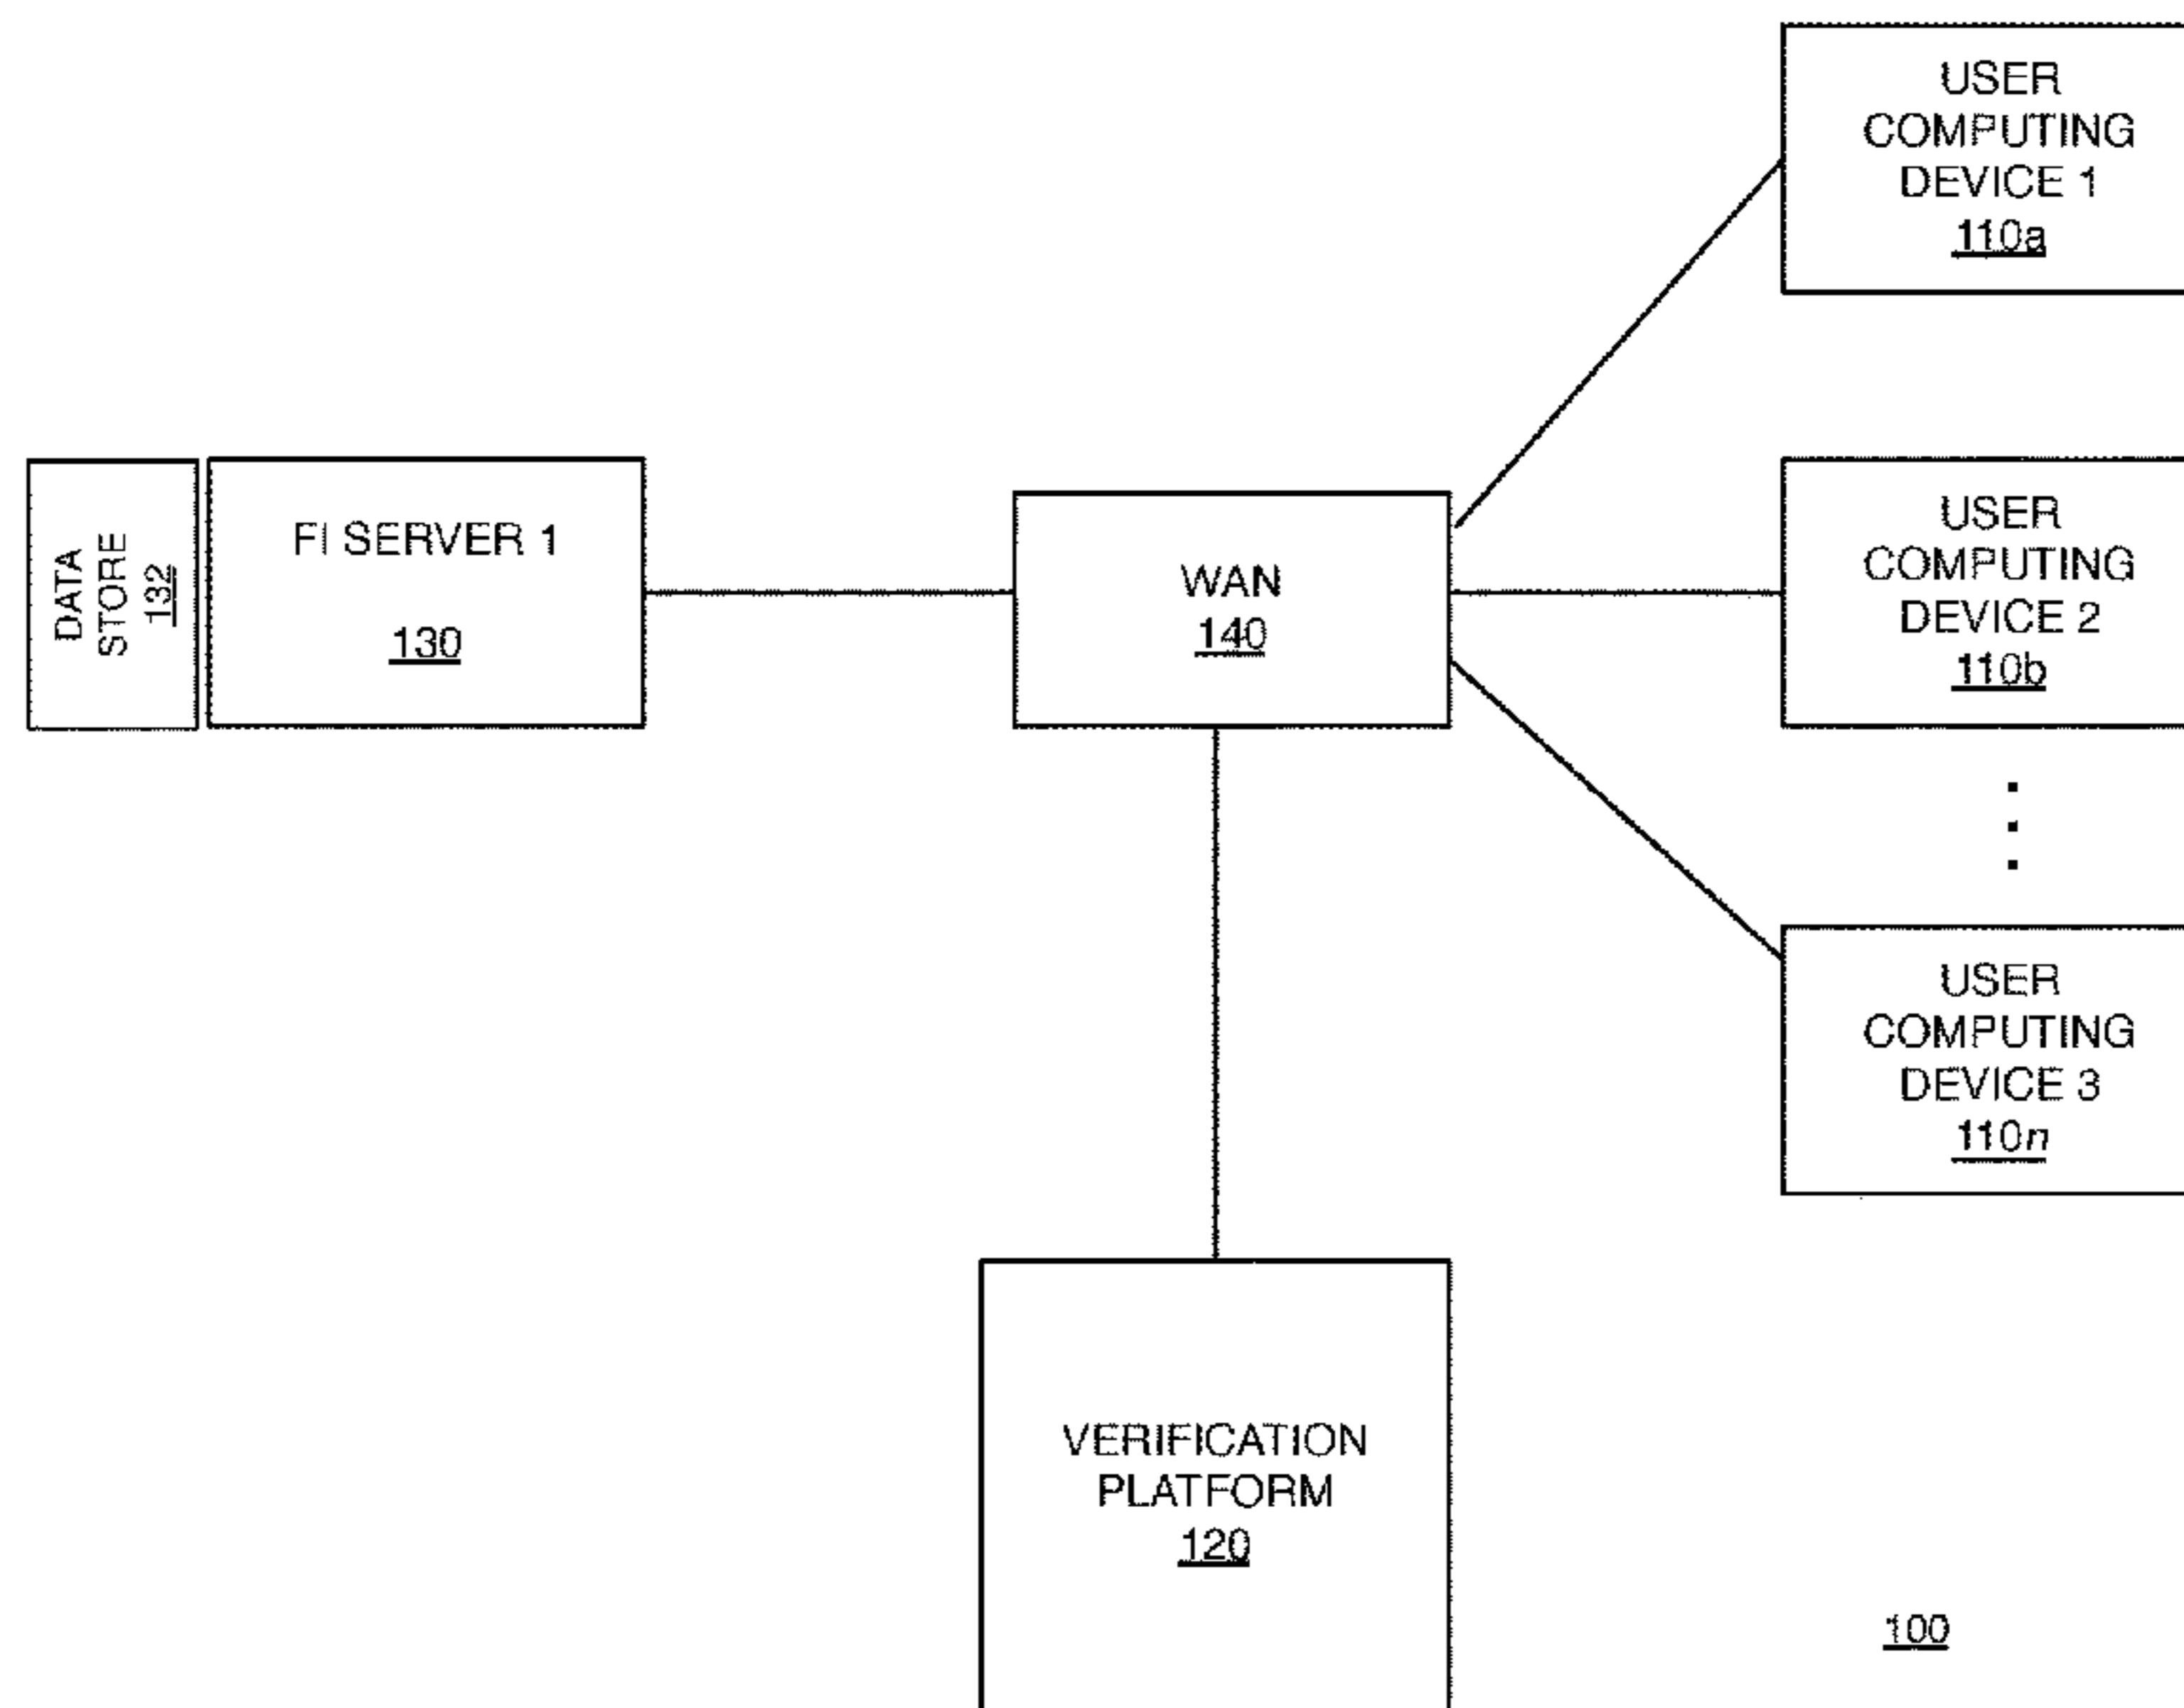 USER
COMPUTING
DEVICE 1
110a
DATA
STORE
132
FI SERVER 1
130
WAN
140
USER
COMPUTING
DEVICE 2
110b
USER
COMPUTING
DEVICE 3
110n
VERIFICATION
PLATFORM
120
100